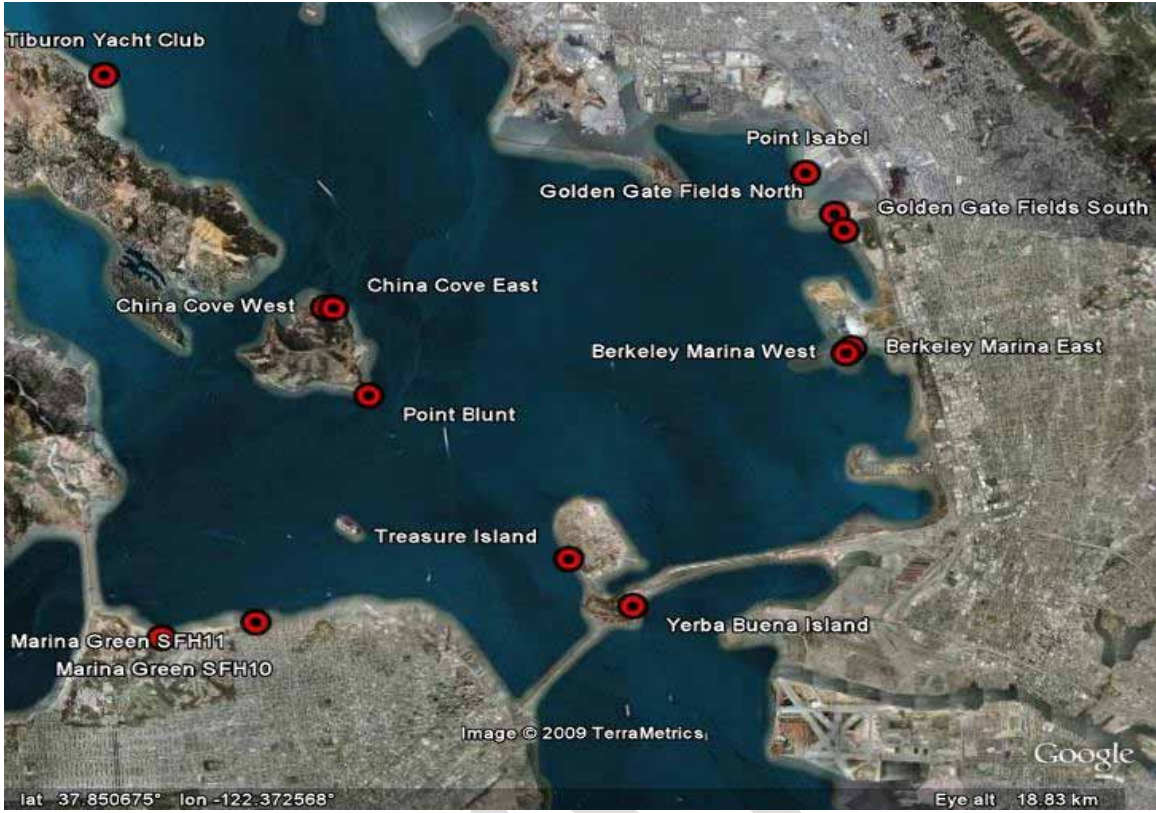 Tiburon Yacht Club
Point Isabel
Golden Gate Fields North
Golden Gate Fields South
China Cove East
China Cove West
Berkeley Marina West
Berkeley Marina East
Point Blunt
Treasure Island
Yerba Buena Island
Marina Green SFH11
Marina Green SFH10
Image © 2009 TerraMetrics
Google
lat 37.850675° lon -122.372568°
Eye alt 18.83 km